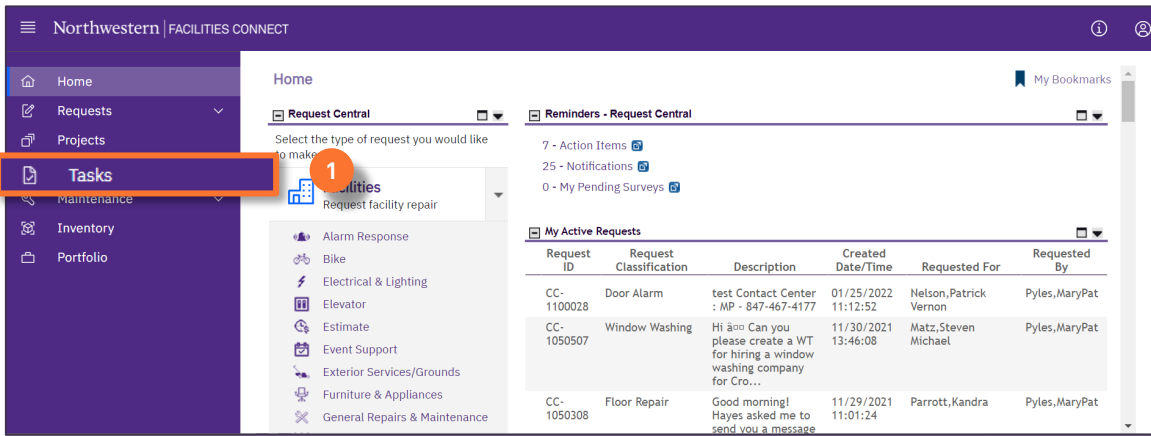 Northwestern | FACILITIES CONNECT
Home
Requests
Projects
Tasks
Maintenance
Inventory
Portfolio
1
Home
My Bookmarks
Request Central
Select the type of request you would like
to make
Facilities
Request facility repair
Alarm Response
Bike
Electrical & Lighting
Elevator
Estimate
Event Support
Exterior Services/Grounds
Furniture & Appliances
General Repairs & Maintenance
Reminders - Request Central
7 - Action Items
25 - Notifications
0 - My Pending Surveys
My Active Requests
Request ID Request Classification Description Created Date/Time Requested For Requested By
CC- Door Alarm test Contact Center 01/25/2022 Nelson,Patrick Pyles,MaryPat
1100028 : MP - 847-467-4177 11:12:52 Vernon
CC- Window Washing Hi ä¤¤ Can you 11/30/2021 Matz,Steven Pyles,MaryPat
1050507 please create a WT 13:46:08 Michael
for hiring a window
washing company
for Cro...
CC- Floor Repair Good morning! 11/29/2021 Parrott,Kandra Pyles,MaryPat
1050308 Hayes asked me to 11:01:24
send you a message